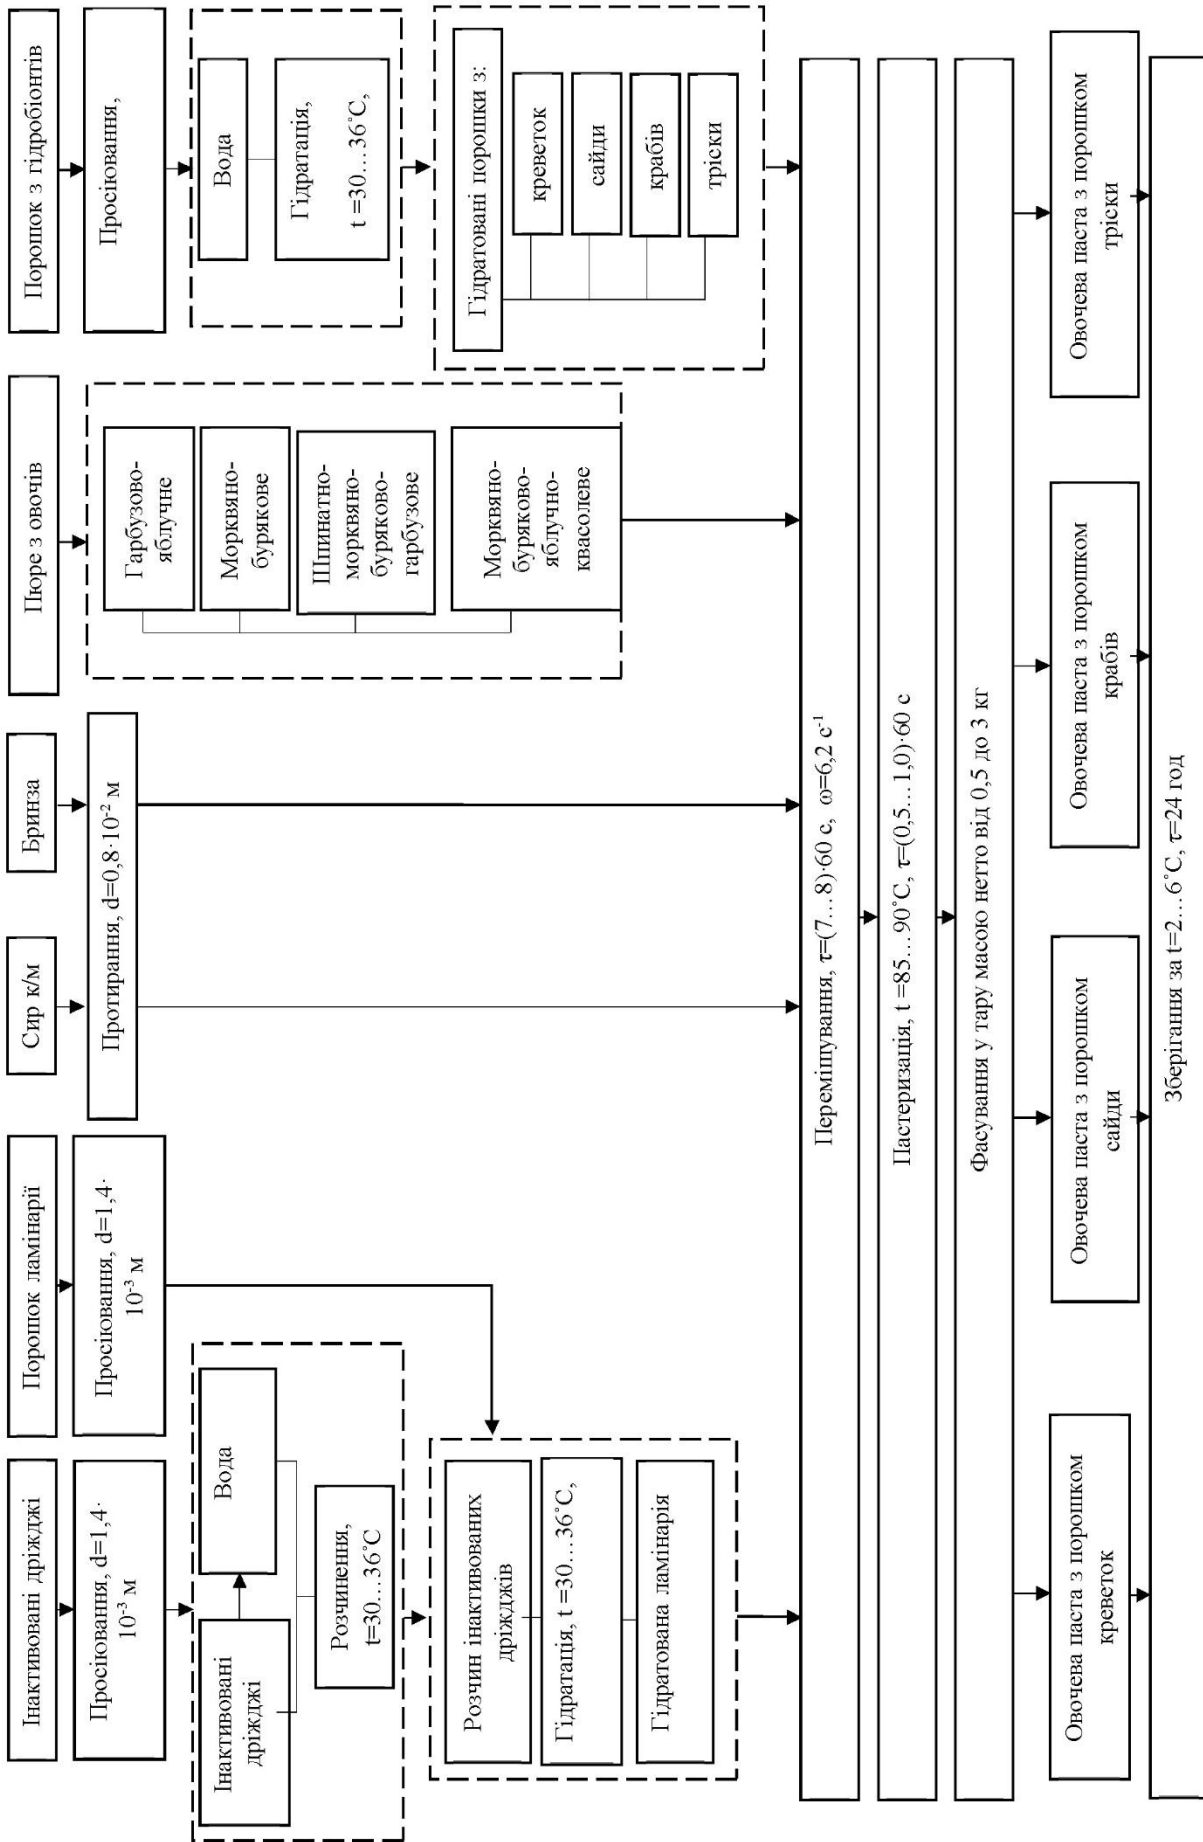 Інактивовані дріжджі
Порошок ламінарії
Сир к/м
Бринза
Пюре з овочів
Порошок з гідробіонтів
Просіювання, d=1,4·
10⁻³ м
Просіювання, d=1,4·
10⁻³ м
Протирання, d=0,8·10⁻² м
Просіювання,
Інактивовані
дріжджі
Вода
Розчинення,
t=30…36˚С
Гарбузово-
яблучне
Морквяно-
бурякове
Шпинатно-
морквяно-
буряково-
гарбузове
Морквяно-
буряково-
яблучно-
квасолеве
Вода
Гідратація,
t =30…36˚С,
Розчин інактивованих
дріжджів
Гідратація, t =30…36˚С,
Гідратована ламінарія
Гідратовані порошки з:
креветок
сайди
крабів
тріски
Перемішування, τ=(7…8)·60 с, ω=6,2 с⁻¹
Пастеризація, t =85…90˚С, τ=(0,5…1,0)·60 с
Фасування у тару масою нетто від 0,5 до 3 кг
Овочева паста з порошком
креветок
Овочева паста з порошком
сайди
Овочева паста з порошком
крабів
Овочева паста з порошком
тріски
Зберігання за t=2…6˚С, τ=24 год